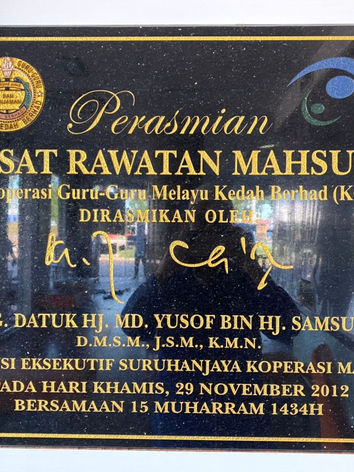 Perasmian
SAT RAWATAN MAHSU
operasi Guru-Guru Melayu Kedah Berhad (K
DIRASMIKAN OLEH
G. DATUK HJ. MD. YUSOF BIN HJ. SAMSU
D.M.S.M., J.S.M., K.M.N.
SI EKSEKUTIF SURUHANJAYA KOPERASI MA
PADA HARI KHAMIS, 29 NOVEMBER 2012
BERSAMAAN 15 MUHARRAM 1434H